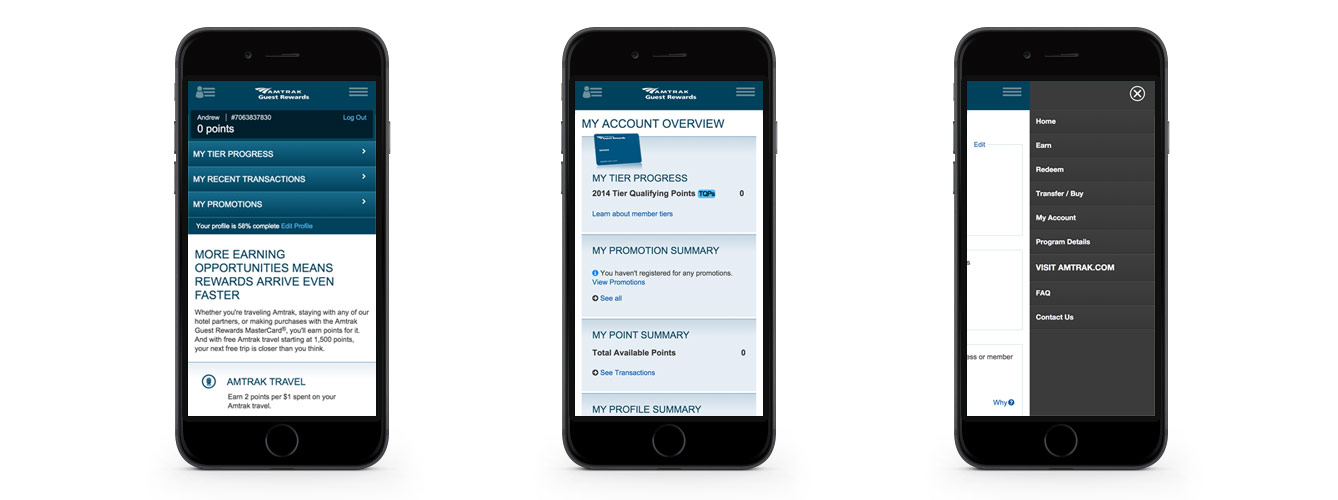 AMTRAK
Guest Rewards
Andrew | #7063837830
Log Out
0 points
MY TIER PROGRESS
MY RECENT TRANSACTIONS
MY PROMOTIONS
Your profile is 58% complete Edit Profile
MORE EARNING
OPPORTUNITIES MEANS
REWARDS ARRIVE EVEN
FASTER
Whether you're traveling Amtrak, staying with any of our
hotel partners, or making purchases with the Amtrak
Guest Rewards MasterCard®, you'll earn points for it.
And with free Amtrak travel starting at 1,500 points,
your next free trip is closer than you think.
AMTRAK TRAVEL
Earn 2 points per $1 spent on your
Amtrak travel.
AMTRAK
Guest Rewards
MY ACCOUNT OVERVIEW
MY TIER PROGRESS
2014 Tier Qualifying Points TQPs 0
Learn about member tiers
MY PROMOTION SUMMARY
You haven't registered for any promotions.
View Promotions
See all
MY POINT SUMMARY
Total Available Points 0
See Transactions
MY PROFILE SUMMARY
Edit
s
ess or member
Why?
Home
Earn
Redeem
Transfer / Buy
My Account
Program Details
VISIT AMTRAK.COM
FAQ
Contact Us